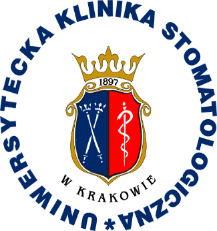 UNIWERSYTECKA KLINIKA STOMATOLOGICZNA *
1897
W KRAKOWIE